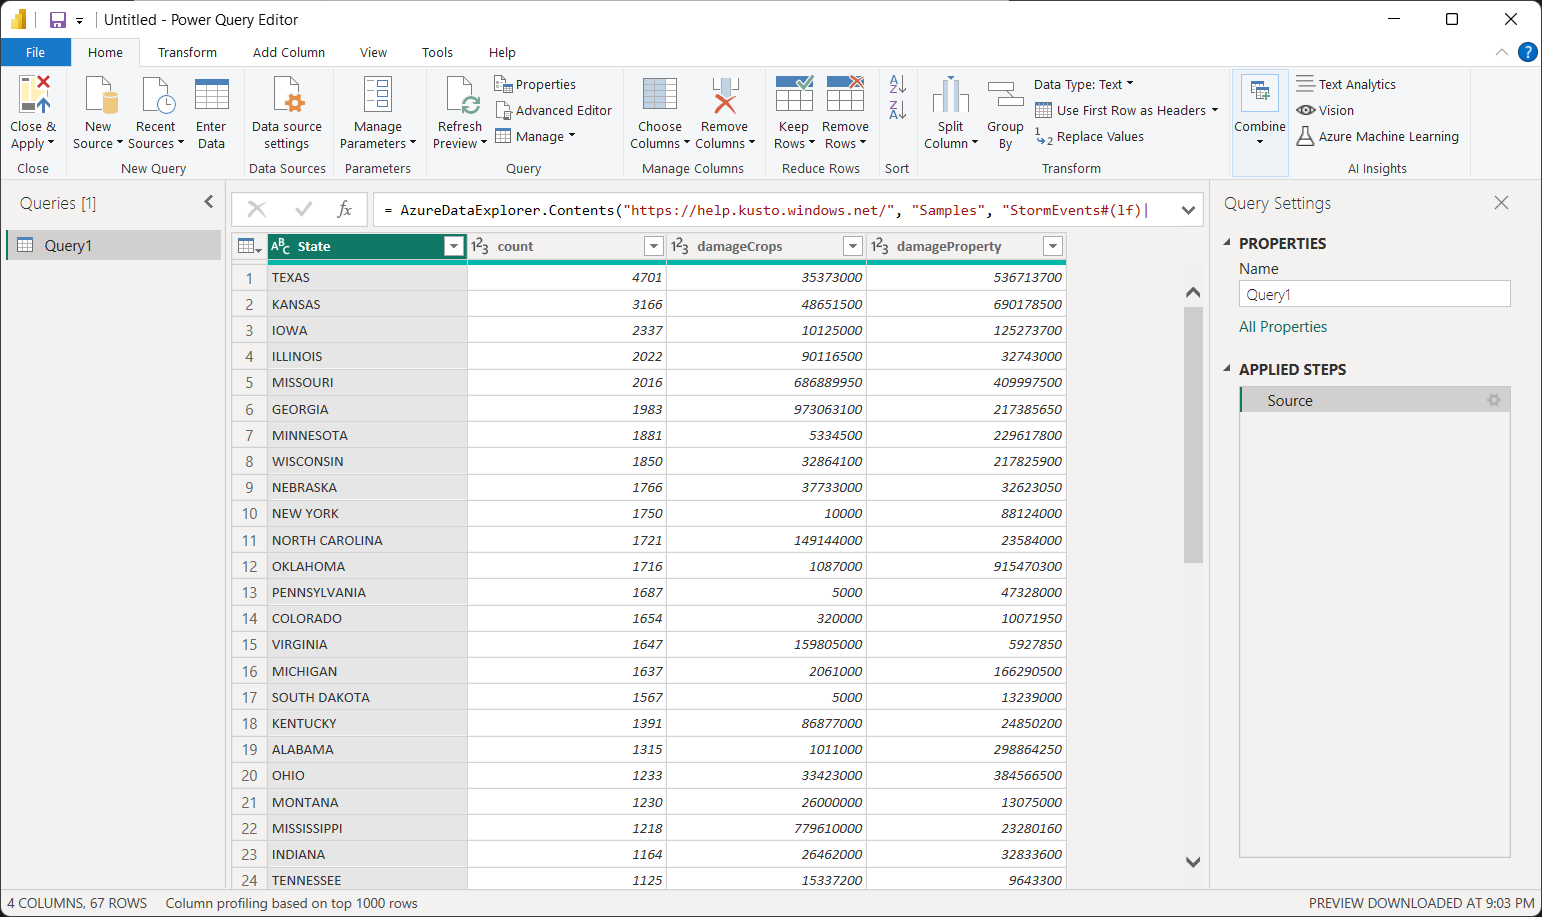 Untitled - Power Query Editor
File Home Transform Add Column View Tools Help
Close & Apply
New Source
Recent Sources
Enter Data
Data source settings
Manage Parameters
Refresh Preview
Properties
Advanced Editor
Manage
Choose Columns
Remove Columns
Keep Rows
Remove Rows
Split Column
Group By
Data Type: Text
Use First Row as Headers
Replace Values
Combine
Text Analytics
Vision
Azure Machine Learning
Close New Query Data Sources Parameters Query Manage Columns Reduce Rows Sort Transform AI Insights
Queries [1]
Query1
fx = AzureDataExplorer.Contents("https://help.kusto.windows.net/", "Samples", "StormEvents#(lf)|
ABC State 123 count 123 damageCrops 123 damageProperty
1 TEXAS 4701 35373000 536713700
2 KANSAS 3166 48651500 690178500
3 IOWA 2337 10125000 125273700
4 ILLINOIS 2022 90116500 32743000
5 MISSOURI 2016 686889950 409997500
6 GEORGIA 1983 973063100 217385650
7 MINNESOTA 1881 5334500 229617800
8 WISCONSIN 1850 32864100 217825900
9 NEBRASKA 1766 37733000 32623050
10 NEW YORK 1750 10000 88124000
11 NORTH CAROLINA 1721 149144000 23584000
12 OKLAHOMA 1716 1087000 915470300
13 PENNSYLVANIA 1687 5000 47328000
14 COLORADO 1654 320000 10071950
15 VIRGINIA 1647 159805000 5927850
16 MICHIGAN 1637 2061000 166290500
17 SOUTH DAKOTA 1567 5000 13239000
18 KENTUCKY 1391 86877000 24850200
19 ALABAMA 1315 1011000 298864250
20 OHIO 1233 33423000 384566500
21 MONTANA 1230 26000000 13075000
22 MISSISSIPPI 1218 779610000 23280160
23 INDIANA 1164 26462000 32833600
24 TENNESSEE 1125 15337200 9643300
Query Settings
PROPERTIES
Name
Query1
All Properties
APPLIED STEPS
Source
4 COLUMNS, 67 ROWS Column profiling based on top 1000 rows PREVIEW DOWNLOADED AT 9:03 PM